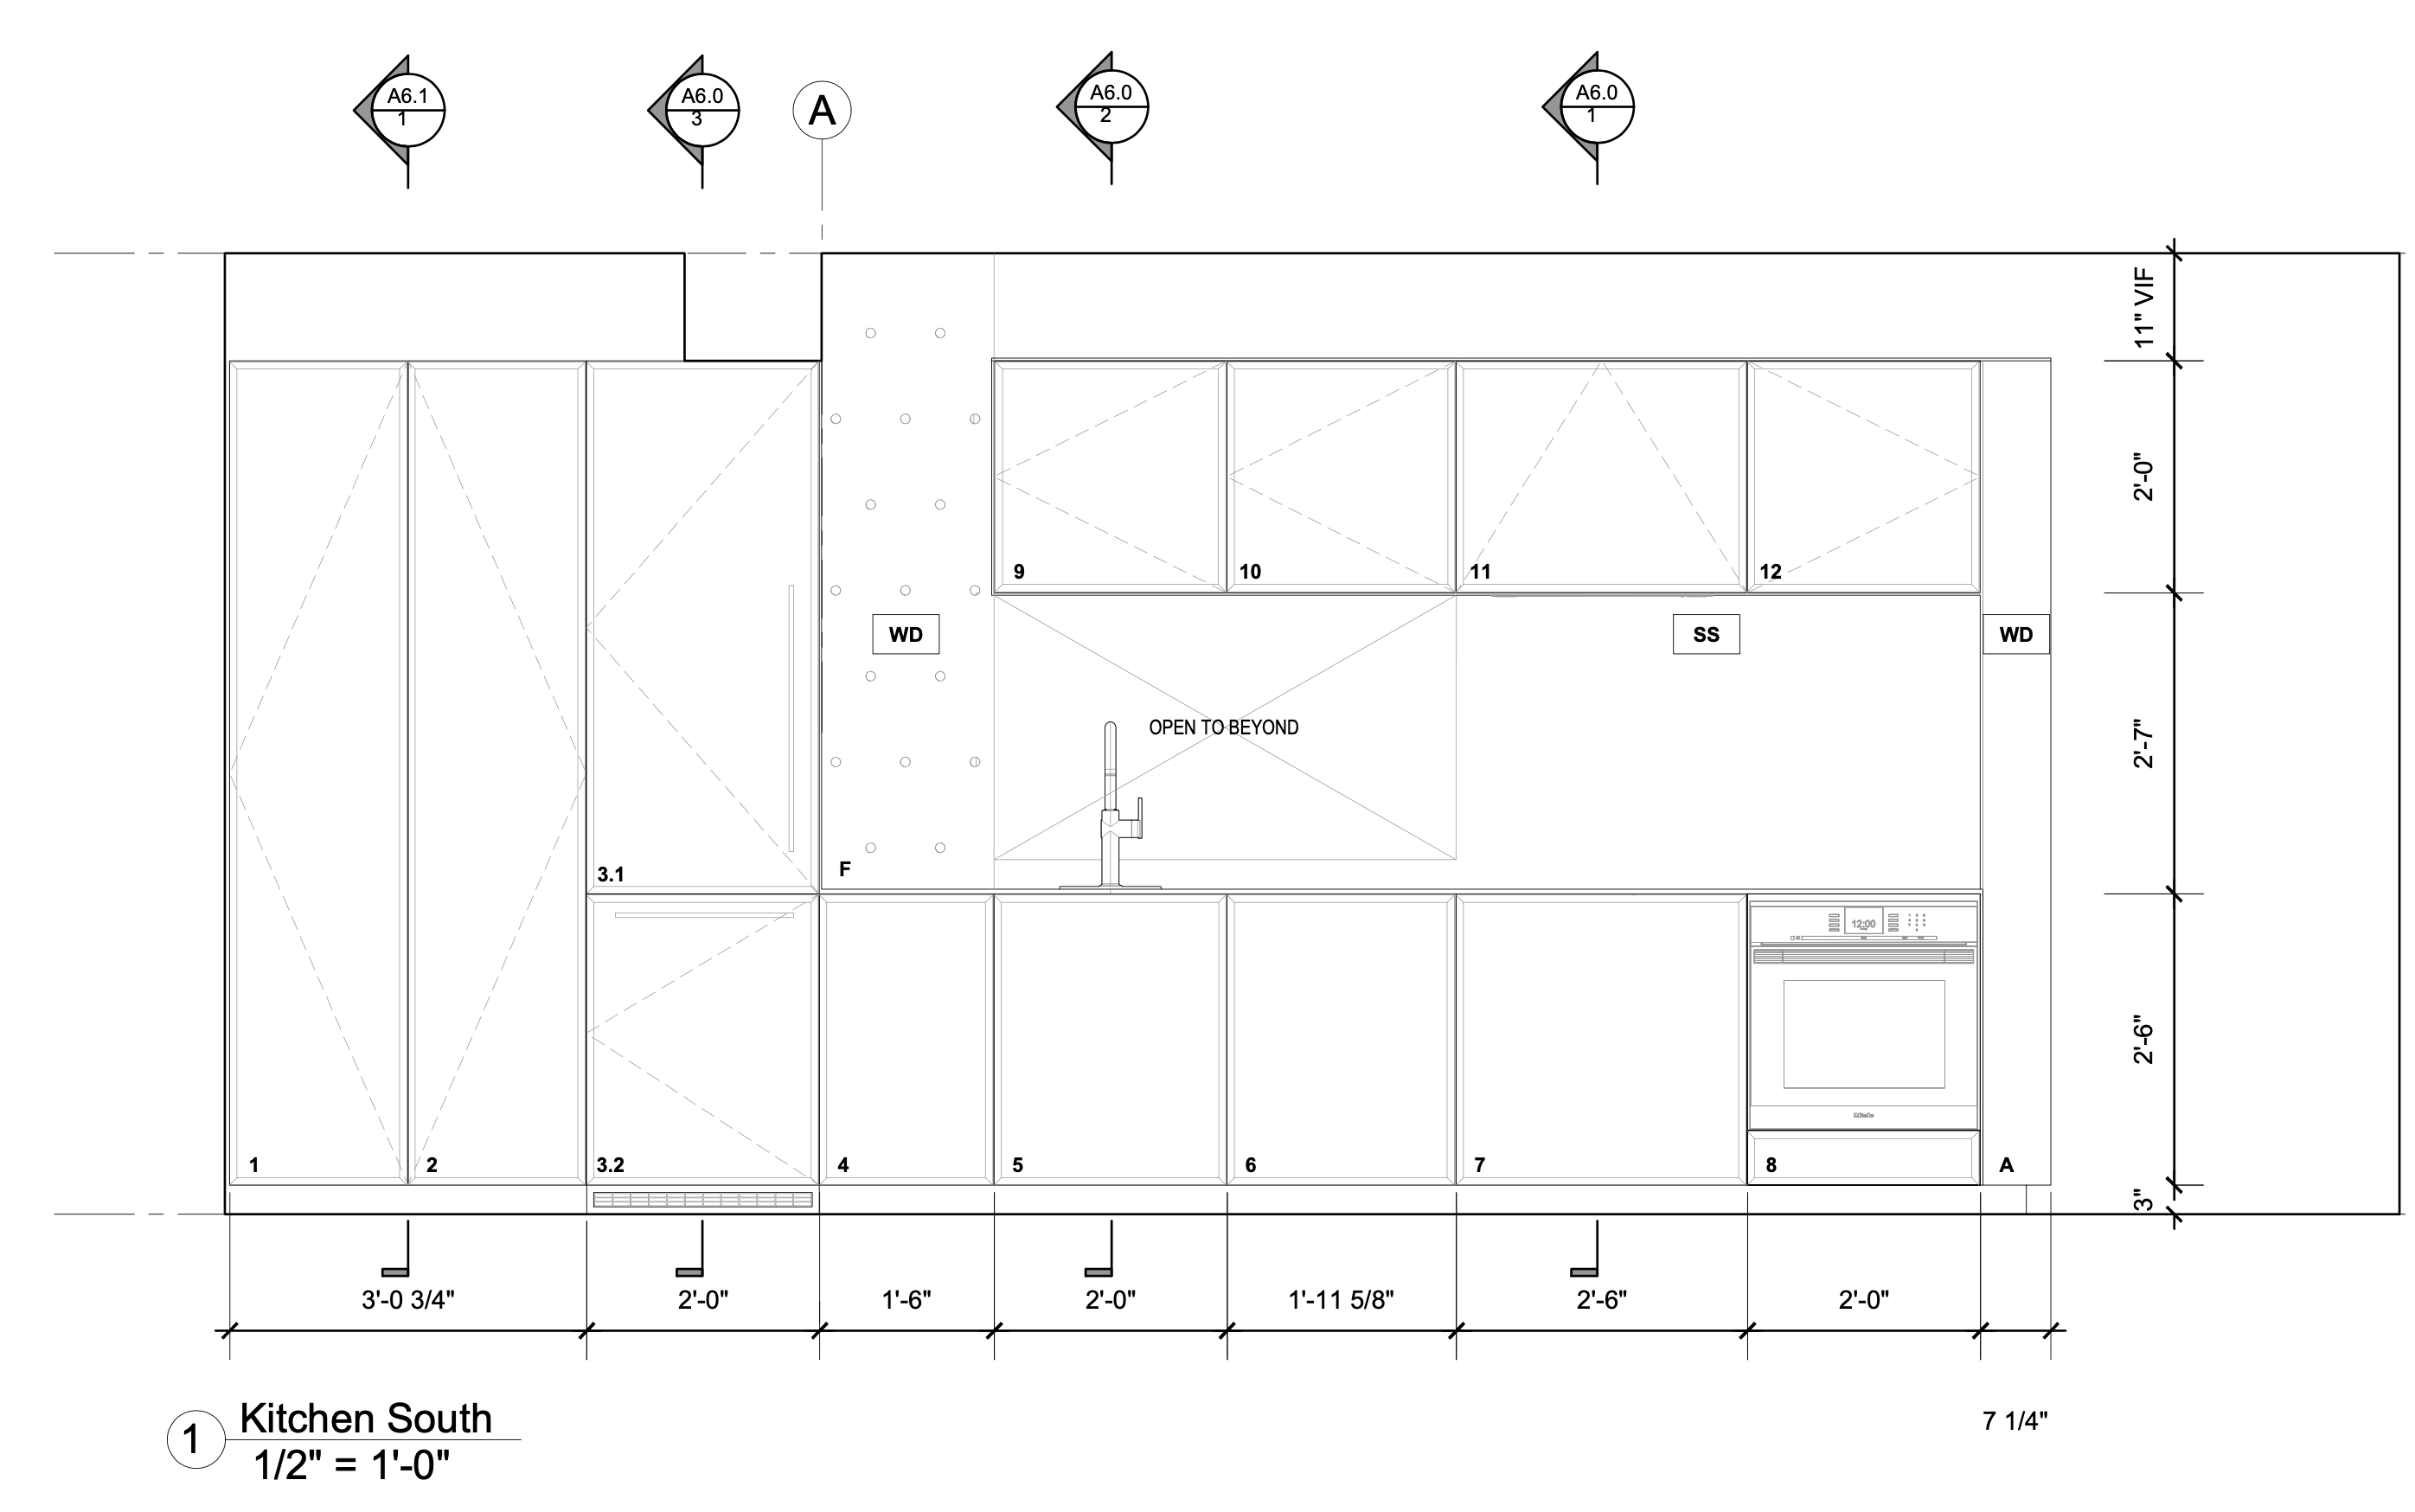 A6.1
1
A6.0
3
A
A6.0
2
A6.0
1
11" VIF
2'-0"
9
10
11
12
WD
SS
WD
OPEN TO BEYOND
2'-7"
3.1
F
12:00
2'-6"
Miele
1
2
3.2
4
5
6
7
8
A
3"
3'-0 3/4"
2'-0"
1'-6"
2'-0"
1'-11 5/8"
2'-6"
2'-0"
7 1/4"
1
Kitchen South
1/2" = 1'-0"